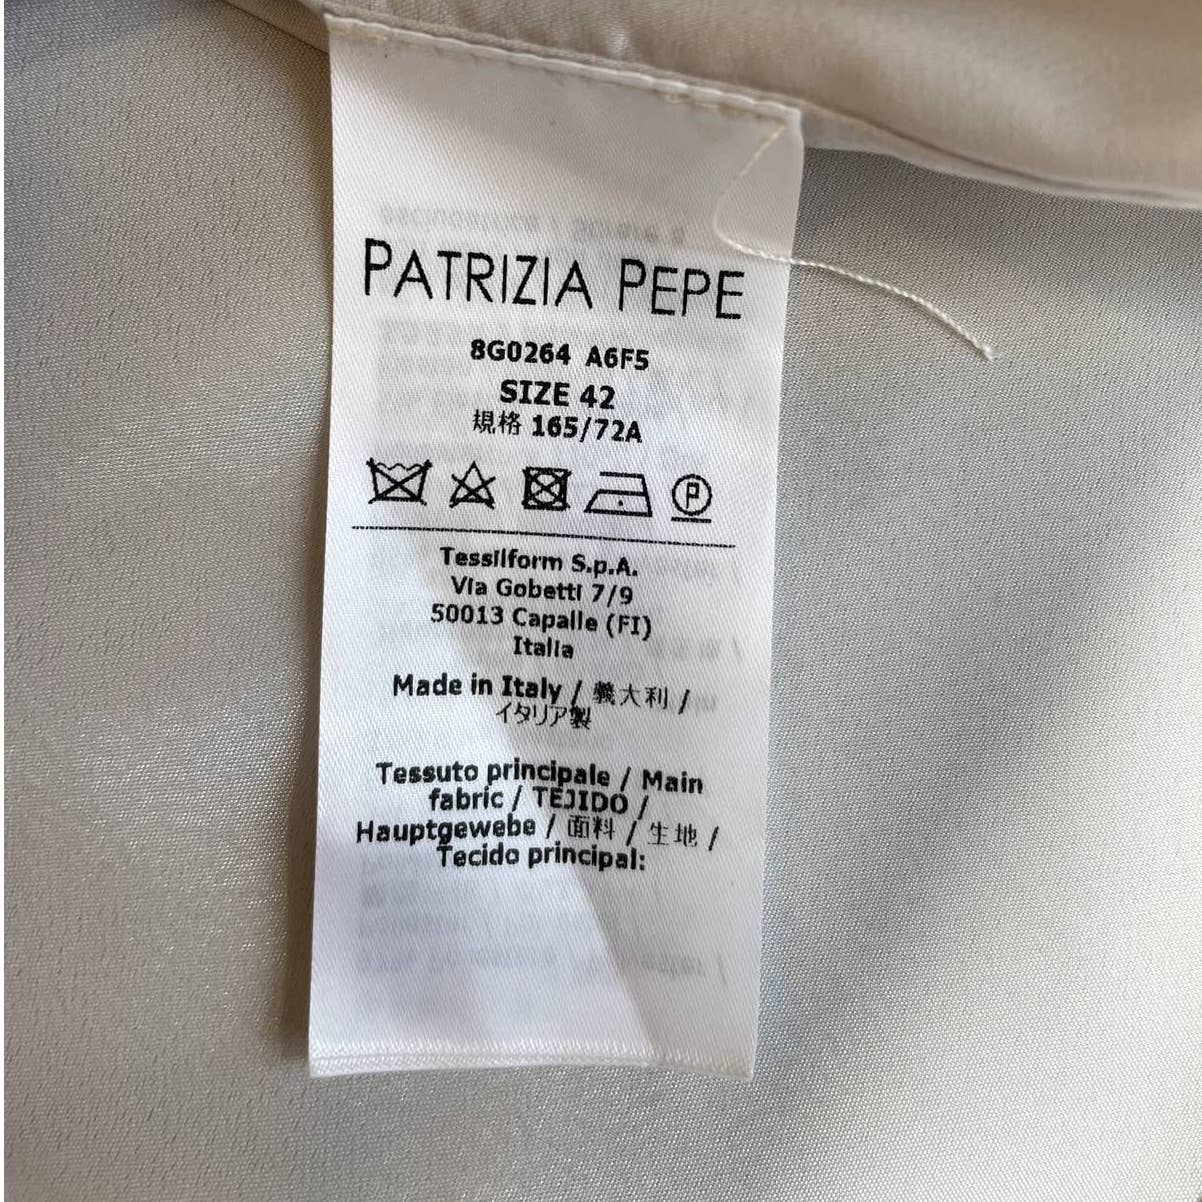 PATRIZIA PEPE
8G0264 A6F5
SIZE 42
規格 165/72A
P
Tessilform S.p.A.
Via Gobetti 7/9
50013 Capalle (FI)
Italia
Made in Italy / 義大利 /
イタリア製
Tessuto principale / Main
fabric / TEJIDO /
Hauptgewebe / 面料 / 生地 /
Tecido principal: